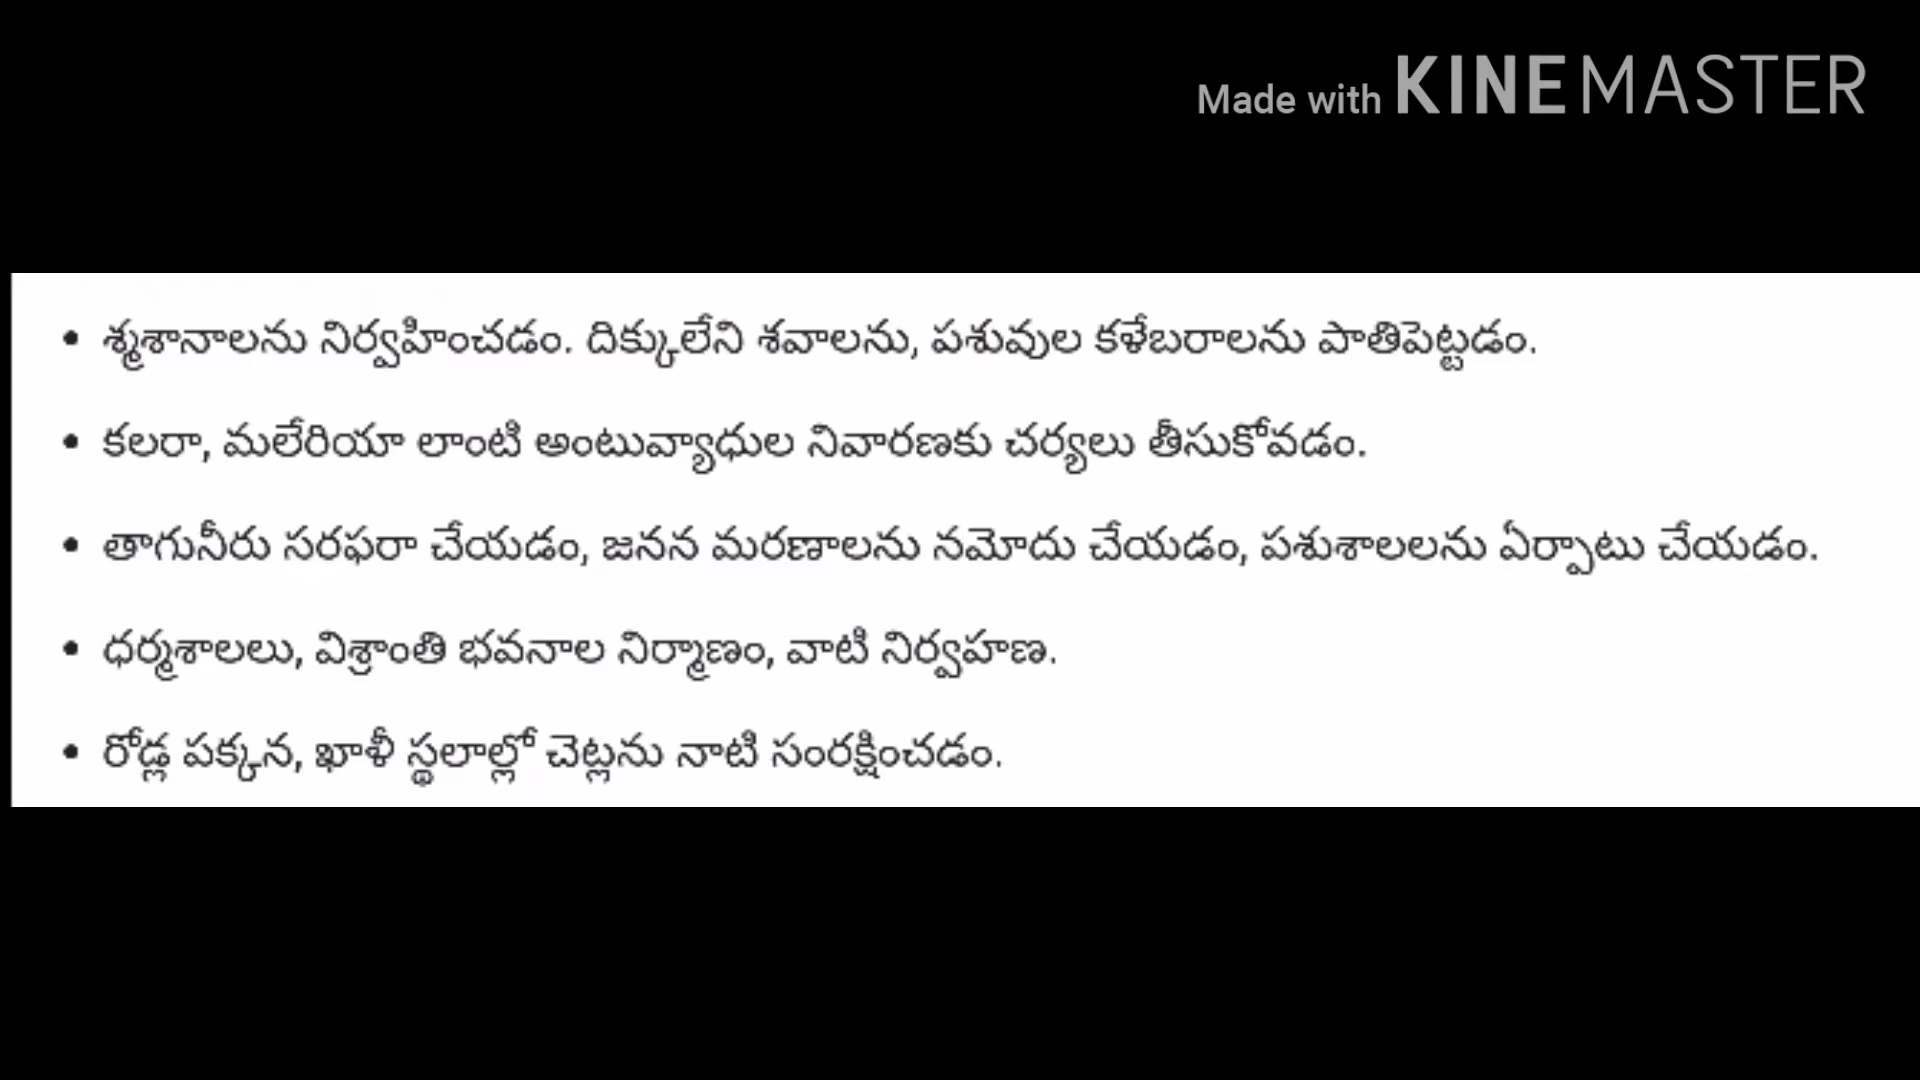 Made with KINEMASTER
• శ్మశానాలను నిర్వహించడం. దిక్కులేని శవాలను, పశువుల కళేబరాలను పాతిపెట్టడం.
• కలరా, మలేరియా లాంటి అంటువ్యాధుల నివారణకు చర్యలు తీసుకోవడం.
• తాగునీరు సరఫరా చేయడం, జనన మరణాలను నమోదు చేయడం, పశుశాలలను ఏర్పాటు చేయడం.
• ధర్మశాలలు, విశ్రాంతి భవనాల నిర్మాణం, వాటి నిర్వహణ.
• రోడ్ల పక్కన, ఖాళీ స్థలాల్లో చెట్లను నాటి సంరక్షించడం.